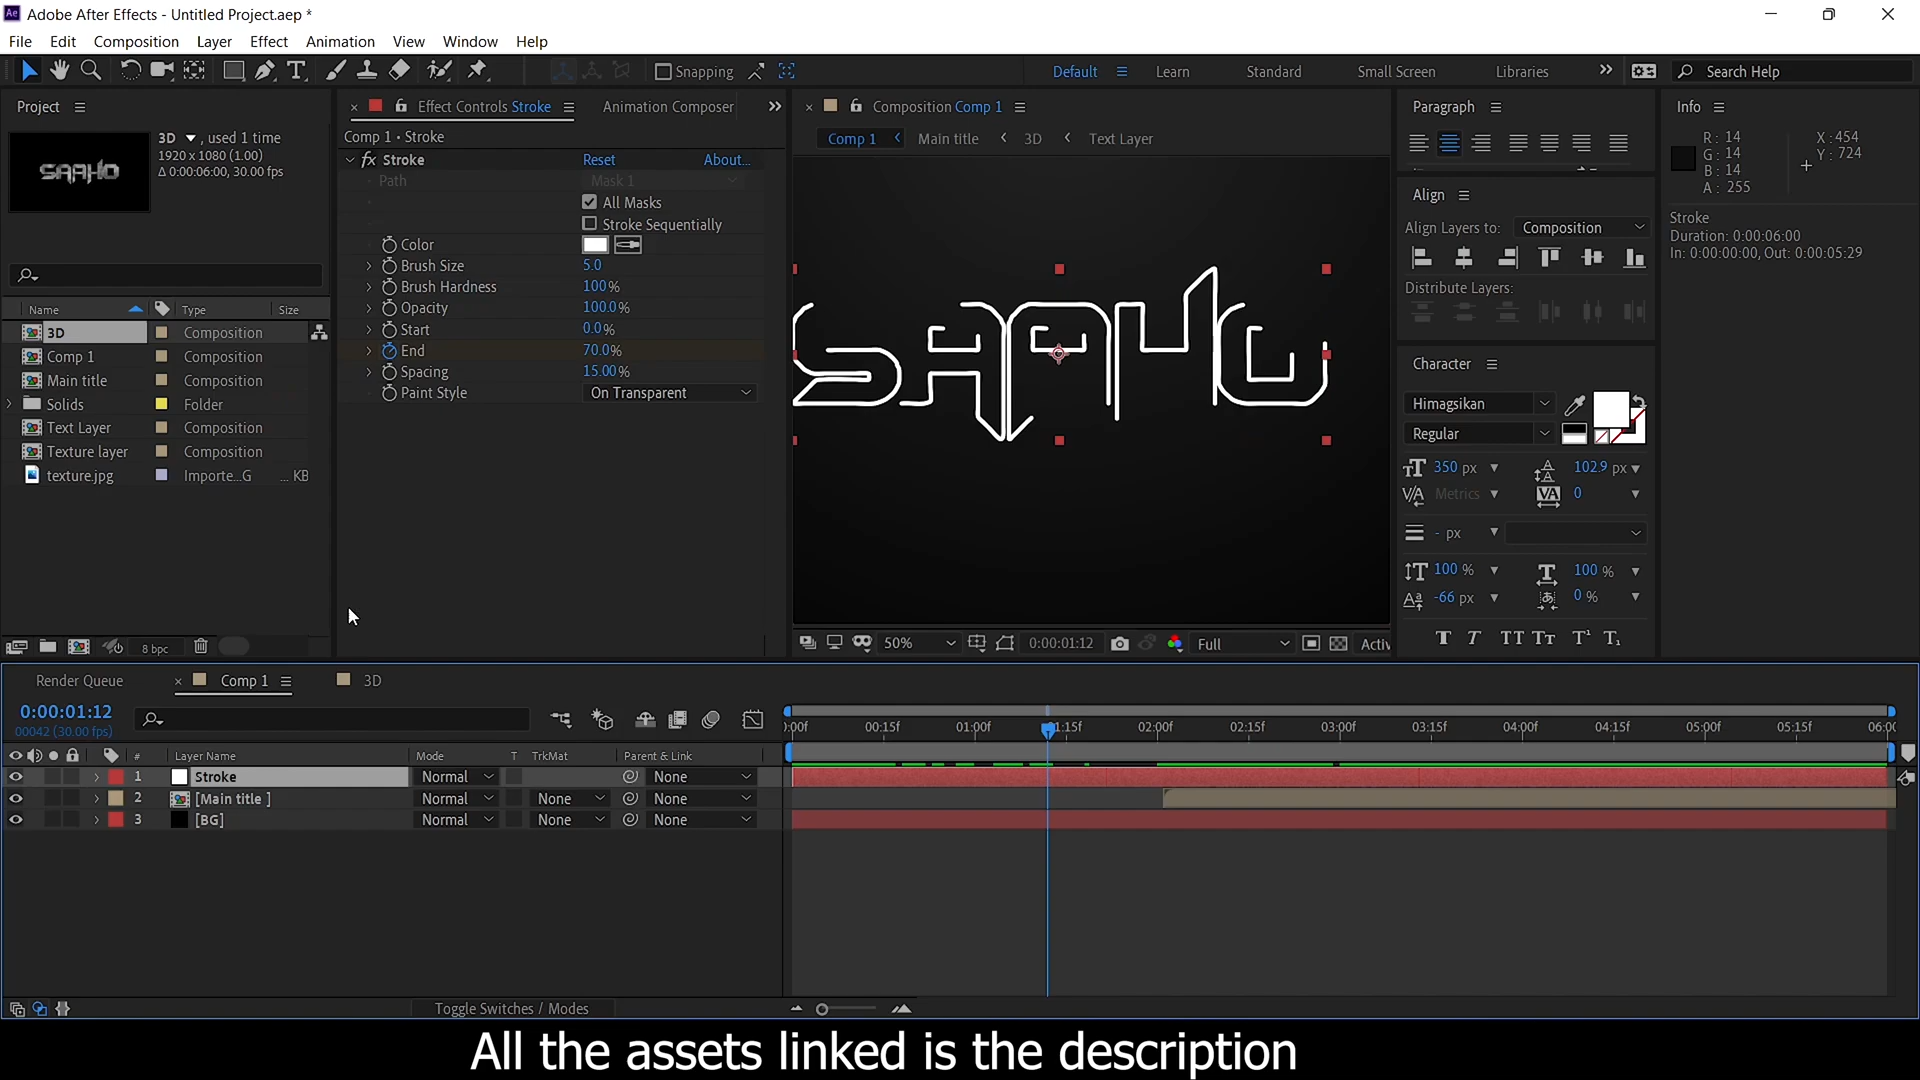 Adobe After Effects - Untitled Project.aep *
File Edit Composition Layer Effect Animation View Window Help
Snapping
Default Learn Standard Small Screen Libraries
Search Help
Project
3D , used 1 time
1920 x 1080 (1.00)
Δ 0:00:06:00, 30.00 fps
SAAHO
Name Type Size
3D Composition
Comp 1 Composition
Main title Composition
Solids Folder
Text Layer Composition
Texture layer Composition
texture.jpg Importe...G ... KB
8 bpc
Effect Controls Stroke
Animation Composer
Comp 1 • Stroke
fx Stroke Reset About...
Path Mask 1
All Masks
Stroke Sequentially
Color
Brush Size 5.0
Brush Hardness 100%
Opacity 100.0%
Start 0.0%
End 70.0%
Spacing 15.00%
Paint Style On Transparent
Composition Comp 1
Comp 1 Main title 3D Text Layer
50% 0:00:01:12 Full Activ
Paragraph
Align
Align Layers to: Composition
Distribute Layers:
Character
Himagsikan
Regular
350 px 102.9 px
Metrics 0
- px
100 % 100 %
-66 px 0 %
Info
R: 14
G: 14
B: 14
A: 255
X: 454
Y: 724
Stroke
Duration: 0:00:06:00
In: 0:00:00:00, Out: 0:00:05:29
Render Queue Comp 1 3D
0:00:01:12
00042 (30.00 fps)
# Layer Name Mode T TrkMat Parent & Link
1 Stroke Normal None
2 [Main title ] Normal None None
3 [BG] Normal None None
):00f 00:15f 01:00f 01:15f 02:00f 02:15f 03:00f 03:15f 04:00f 04:15f 05:00f 05:15f 06:00
Toggle Switches / Modes
All the assets linked is the description